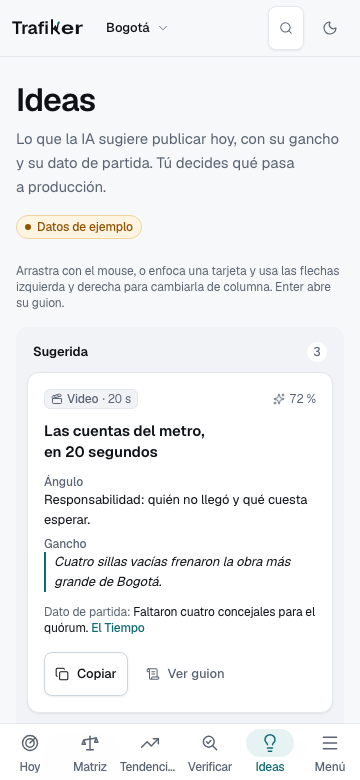 Trafiker
Bogotá
Ideas
Lo que la IA sugiere publicar hoy, con su gancho
y su dato de partida. Tú decides qué pasa
a producción.
Datos de ejemplo
Arrastra con el mouse, o enfoca una tarjeta y usa las flechas
izquierda y derecha para cambiarla de columna. Enter abre
su guion.
Sugerida
3
Video · 20 s
72 %
Las cuentas del metro,
en 20 segundos
Ángulo
Responsabilidad: quién no llegó y qué cuesta
esperar.
Gancho
Cuatro sillas vacías frenaron la obra más
grande de Bogotá.
Dato de partida: Faltaron cuatro concejales para el
quórum. El Tiempo
Copiar
Ver guion
Hoy
Matriz
Tendenci...
Verificar
Ideas
Menú